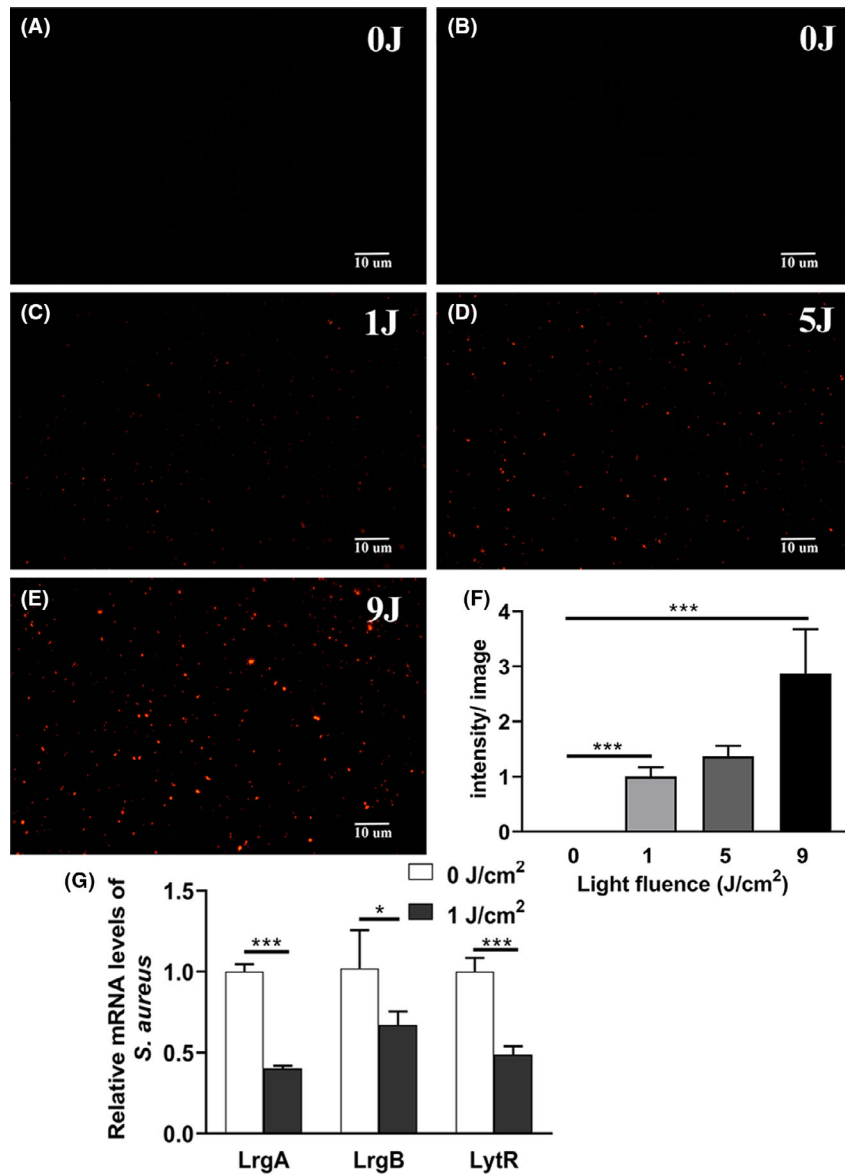 (A)
0J
10 um
(B)
0J
10 um
(C)
1J
10 um
(D)
5J
10 um
(E)
9J
10 um
(F)
intensity/ image
4
3
2
1
0
***
***
0 1 5 9
Light fluence (J/cm²)
(G)
0 J/cm²
1 J/cm²
Relative mRNA levels of
S. aureus
1.5
1.0
0.5
0.0
***
*
***
LrgA LrgB LytR